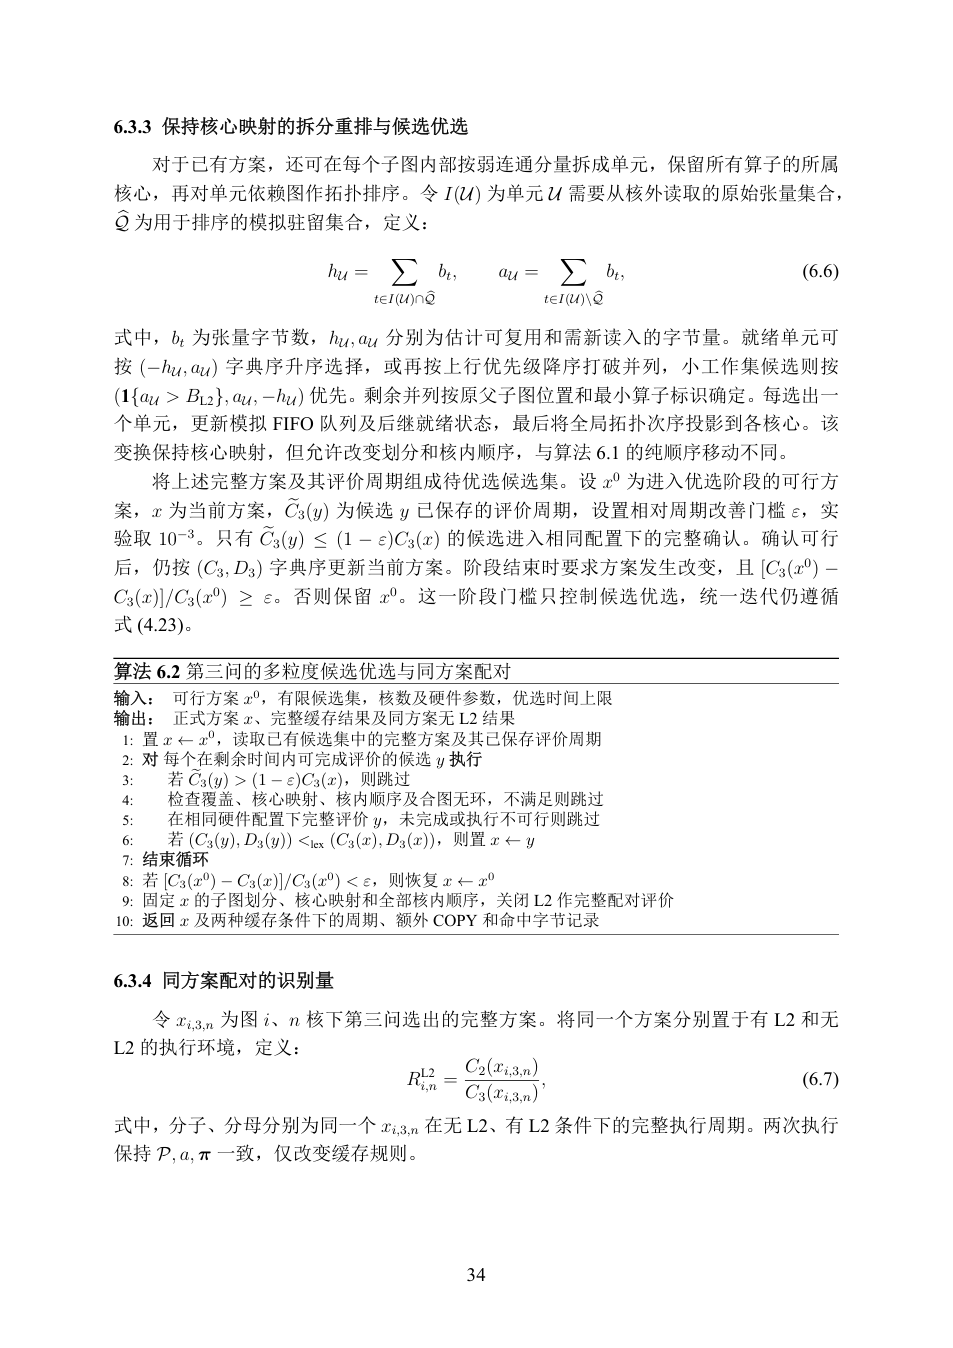 6.3.3 保持核心映射的拆分重排与候选优选
对于已有方案，还可在每个子图内部按弱连通分量拆成单元，保留所有算子的所属
核心，再对单元依赖图作拓扑排序。令 I(𝒰) 为单元 𝒰 需要从核外读取的原始张量集合，
𝒬̂ 为用于排序的模拟驻留集合，定义：
h_𝒰 = ∑_{t∈I(𝒰)∩𝒬̂} b_t,  a_𝒰 = ∑_{t∈I(𝒰)\𝒬̂} b_t,  (6.6)
式中，b_t 为张量字节数，h_𝒰, a_𝒰 分别为估计可复用和需新读入的字节量。就绪单元可
按 (−h_𝒰, a_𝒰) 字典序升序选择，或再按上行优先级降序打破并列，小工作集候选则按
(1{a_𝒰 > B_L2}, a_𝒰, −h_𝒰) 优先。剩余并列按原父子图位置和最小算子标识确定。每选出一
个单元，更新模拟 FIFO 队列及后继就绪状态，最后将全局拓扑次序投影到各核心。该
变换保持核心映射，但允许改变划分和核内顺序，与算法 6.1 的纯顺序移动不同。
将上述完整方案及其评价周期组成待优选候选集。设 x⁰ 为进入优选阶段的可行方
案，x 为当前方案，C̃₃(y) 为候选 y 已保存的评价周期，设置相对周期改善门槛 ε，实
验取 10⁻³。只有 C̃₃(y) ≤ (1 − ε)C₃(x) 的候选进入相同配置下的完整确认。确认可行
后，仍按 (C₃, D₃) 字典序更新当前方案。阶段结束时要求方案发生改变，且 [C₃(x⁰) −
C₃(x)]/C₃(x⁰) ≥ ε。否则保留 x⁰。这一阶段门槛只控制候选优选，统一迭代仍遵循
式 (4.23)。
算法 6.2 第三问的多粒度候选优选与同方案配对
输入： 可行方案 x⁰，有限候选集，核数及硬件参数，优选时间上限
输出： 正式方案 x、完整缓存结果及同方案无 L2 结果
1: 置 x ← x⁰，读取已有候选集中的完整方案及其已保存评价周期
2: 对 每个在剩余时间内可完成评价的候选 y 执行
3: 若 C̃₃(y) > (1 − ε)C₃(x)，则跳过
4: 检查覆盖、核心映射、核内顺序及合图无环，不满足则跳过
5: 在相同硬件配置下完整评价 y，未完成或执行不可行则跳过
6: 若 (C₃(y), D₃(y)) <_lex (C₃(x), D₃(x))，则置 x ← y
7: 结束循环
8: 若 [C₃(x⁰) − C₃(x)]/C₃(x⁰) < ε，则恢复 x ← x⁰
9: 固定 x 的子图划分、核心映射和全部核内顺序，关闭 L2 作完整配对评价
10: 返回 x 及两种缓存条件下的周期、额外 COPY 和命中字节记录
6.3.4 同方案配对的识别量
令 x_{i,3,n} 为图 i、n 核下第三问选出的完整方案。将同一个方案分别置于有 L2 和无
L2 的执行环境，定义：
R^{L2}_{i,n} = C₂(x_{i,3,n}) / C₃(x_{i,3,n}),  (6.7)
式中，分子、分母分别为同一个 x_{i,3,n} 在无 L2、有 L2 条件下的完整执行周期。两次执行
保持 𝒫, a, π 一致，仅改变缓存规则。
34